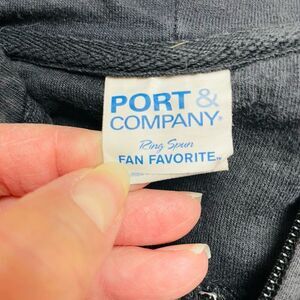 PORT &
COMPANY®
Ring Spun
FAN FAVORITE™